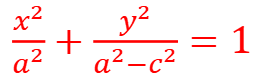 x²/a² + y²/(a²−c²) = 1